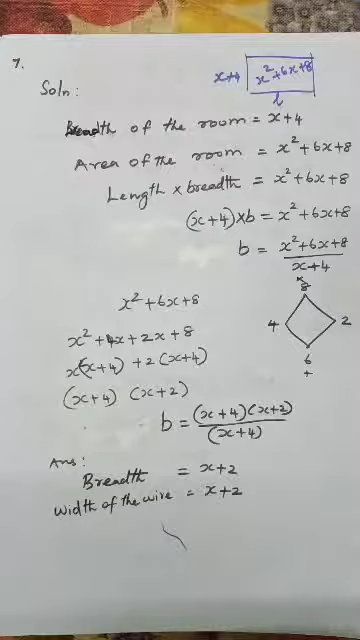 7.
Soln:
x+4
x²+6x+8
l
Breadth of the room = x+4
Area of the room = x²+6x+8
Length × breadth = x²+6x+8
(x+4)×b = x²+6x+8
b = x²+6x+8
x+4
x²+6x+8
x²+4x+2x+8
x(x+4) +2(x+4)
(x+4) (x+2)
×
8
4 2
6
+
b = (x+4)(x+2)
(x+4)
Ans:
Breadth = x+2
Width of the wire = x+2